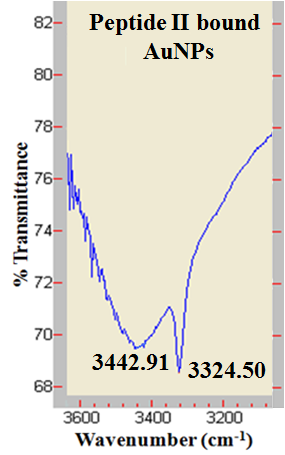 Peptide II bound
AuNPs
82
80
78
76
74
72
70
68
% Transmittance
3442.91
3324.50
3600 3400 3200
Wavenumber (cm⁻¹)